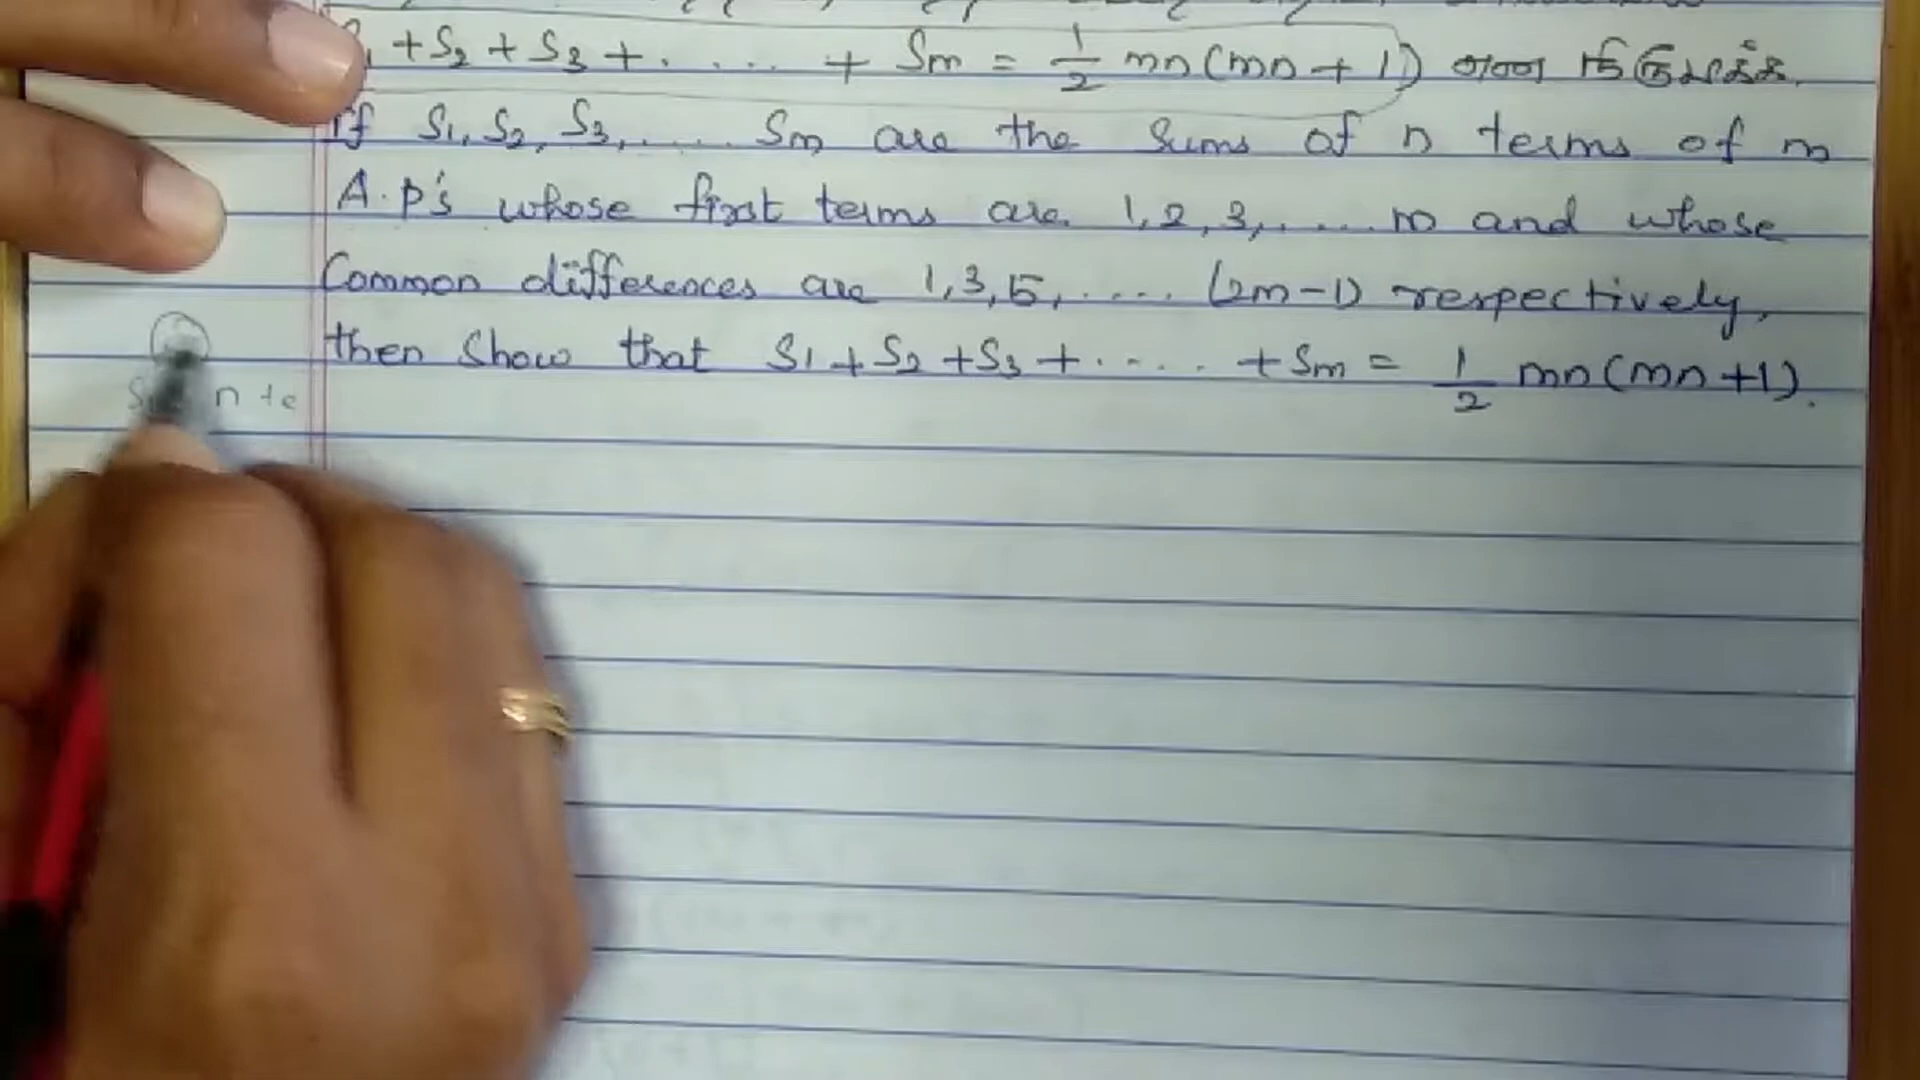 + S2 + S3 + . . . . . + Sm = 1/2 mn (mn + 1) என நிரூபிக்க.
If S1, S2, S3, ..... Sm are the sums of n terms of m
A.P's whose first terms are 1, 2, 3, ..... m and whose
Common differences are 1, 3, 5, ..... (2m-1) respectively,
then show that S1 + S2 + S3 + ..... + Sm = 1/2 mn (mn+1).
n te